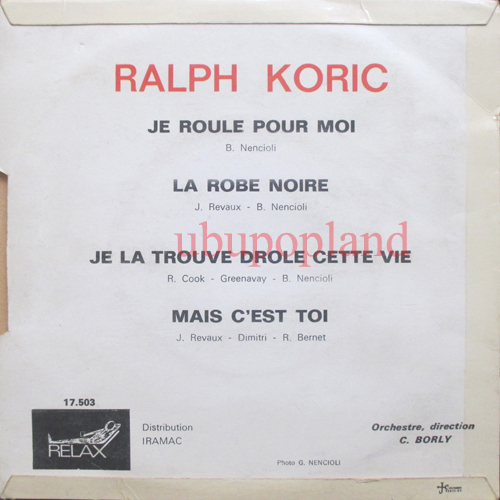 RALPH KORIC
JE ROULE POUR MOI
B. Nencioli
LA ROBE NOIRE
J. Revaux - B. Nencioli
ubupopland
JE LA TROUVE DROLE CETTE VIE
R. Cook - Greenavay - B. Nencioli
MAIS C'EST TOI
J. Revaux - Dimitri - R. Bernet
17.503
RELAX
Distribution
IRAMAC
Orchestre, direction
C. BORLY
Photo G. NENCIOLI